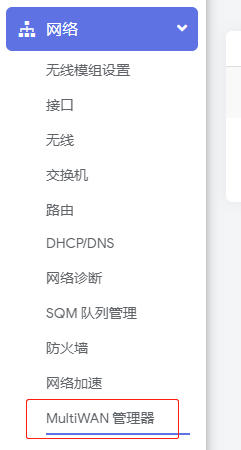 网络
无线模组设置
接口
无线
交换机
路由
DHCP/DNS
网络诊断
SQM 队列管理
防火墙
网络加速
MultiWAN 管理器